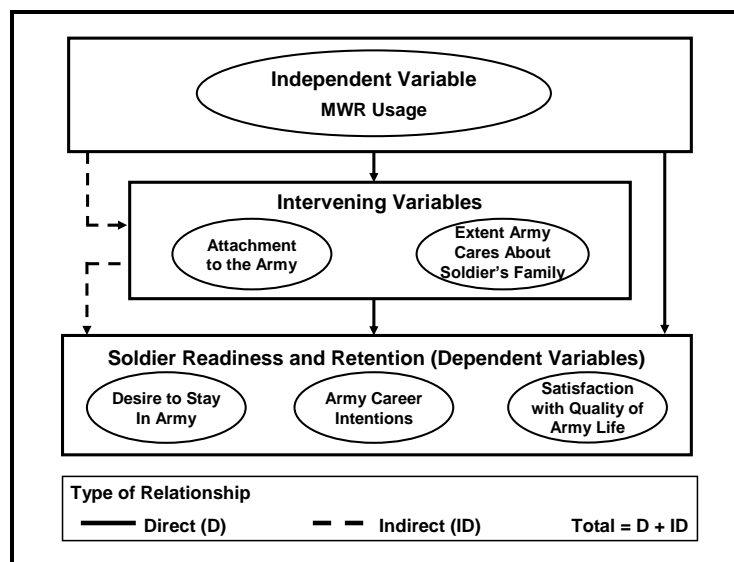 Independent Variable
MWR Usage
Intervening Variables
Attachment
to the Army
Extent Army
Cares About
Soldier's Family
Soldier Readiness and Retention (Dependent Variables)
Desire to Stay
In Army
Army Career
Intentions
Satisfaction
with Quality of
Army Life
Type of Relationship
Direct (D)
Indirect (ID)
Total = D + ID